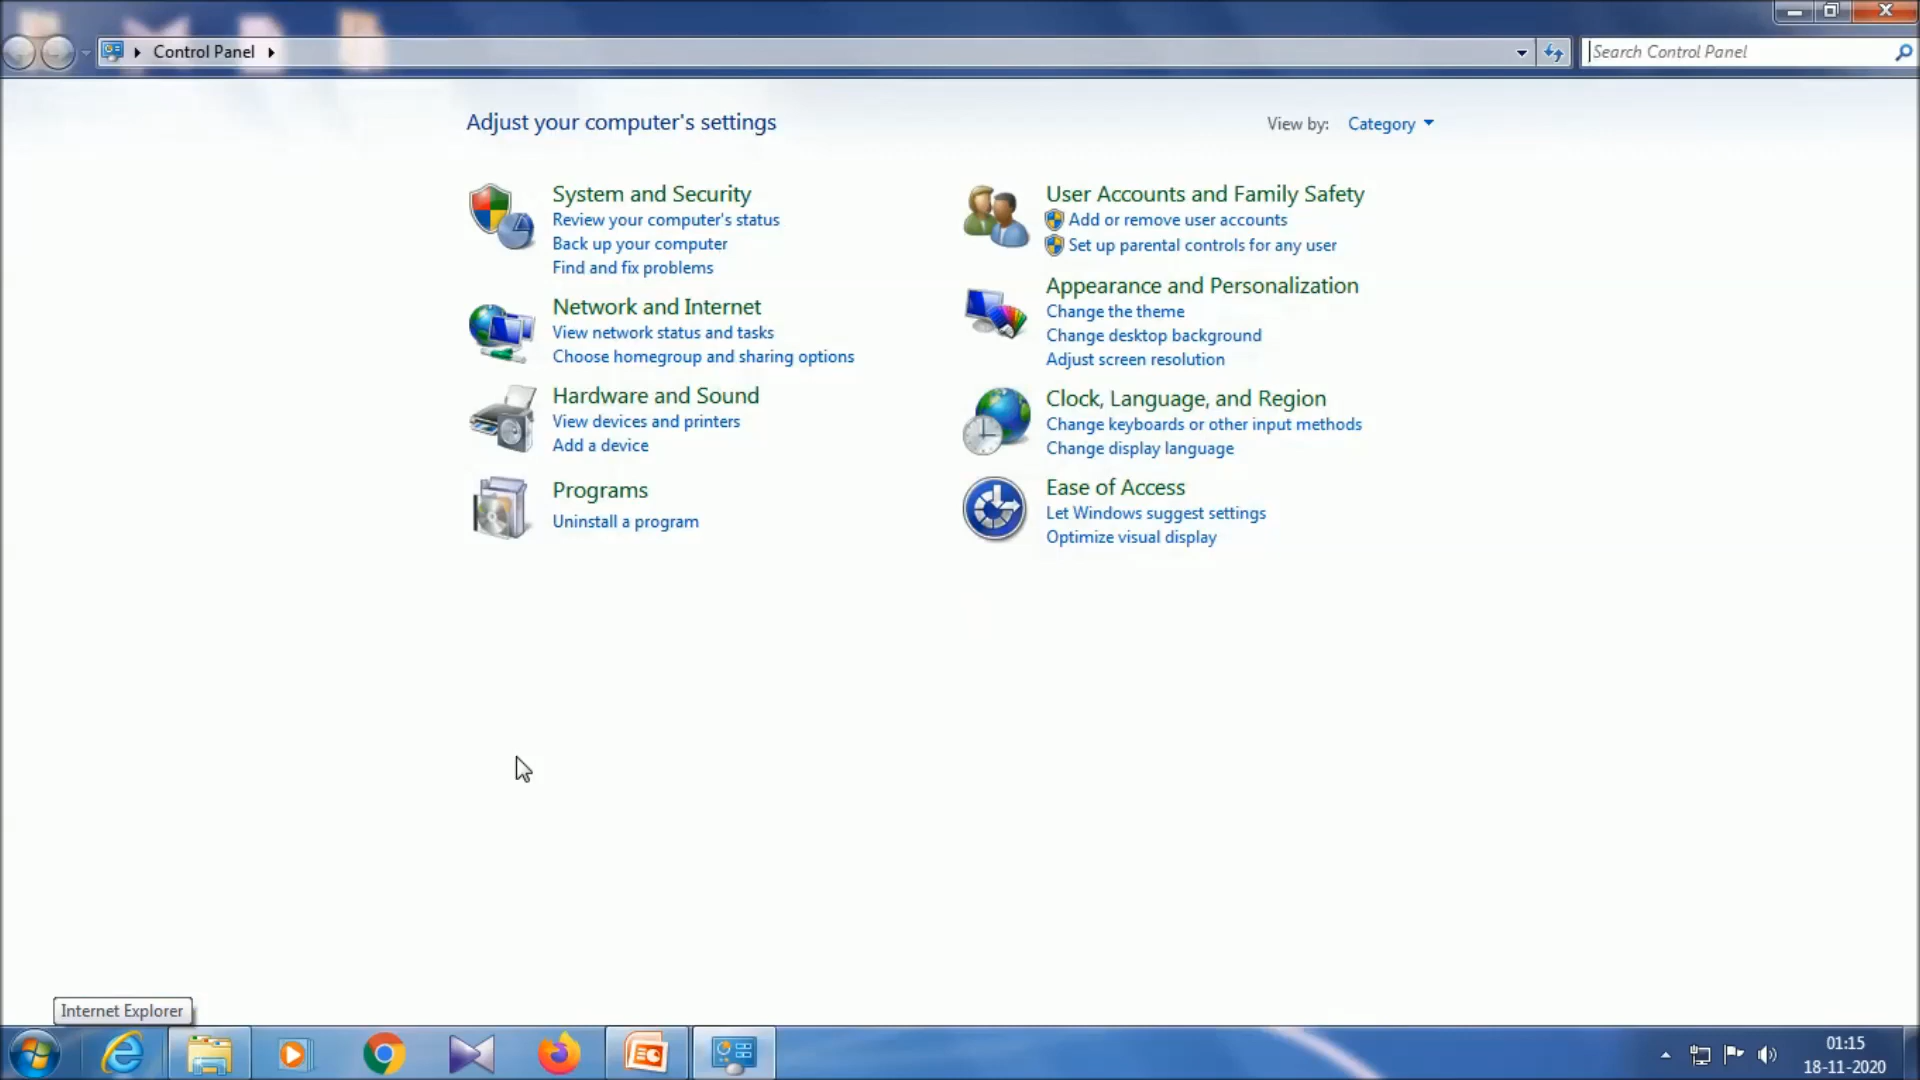 Control Panel
Search Control Panel
Adjust your computer's settings
View by: Category
System and Security
Review your computer's status
Back up your computer
Find and fix problems
Network and Internet
View network status and tasks
Choose homegroup and sharing options
Hardware and Sound
View devices and printers
Add a device
Programs
Uninstall a program
User Accounts and Family Safety
Add or remove user accounts
Set up parental controls for any user
Appearance and Personalization
Change the theme
Change desktop background
Adjust screen resolution
Clock, Language, and Region
Change keyboards or other input methods
Change display language
Ease of Access
Let Windows suggest settings
Optimize visual display
Internet Explorer
01:15
18-11-2020